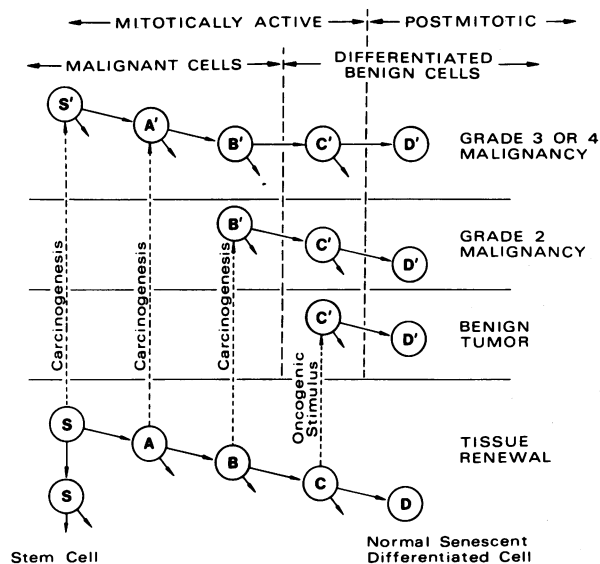 MITOTICALLY ACTIVE
POSTMITOTIC
MALIGNANT CELLS
DIFFERENTIATED
BENIGN CELLS
S'
A'
B'
C'
D'
GRADE 3 OR 4
MALIGNANCY
B'
C'
D'
GRADE 2
MALIGNANCY
Carcinogenesis
Carcinogenesis
Carcinogenesis
C'
D'
BENIGN
TUMOR
Oncogenic
Stimulus
S
A
B
C
D
TISSUE
RENEWAL
S
Stem Cell
Normal Senescent
Differentiated Cell